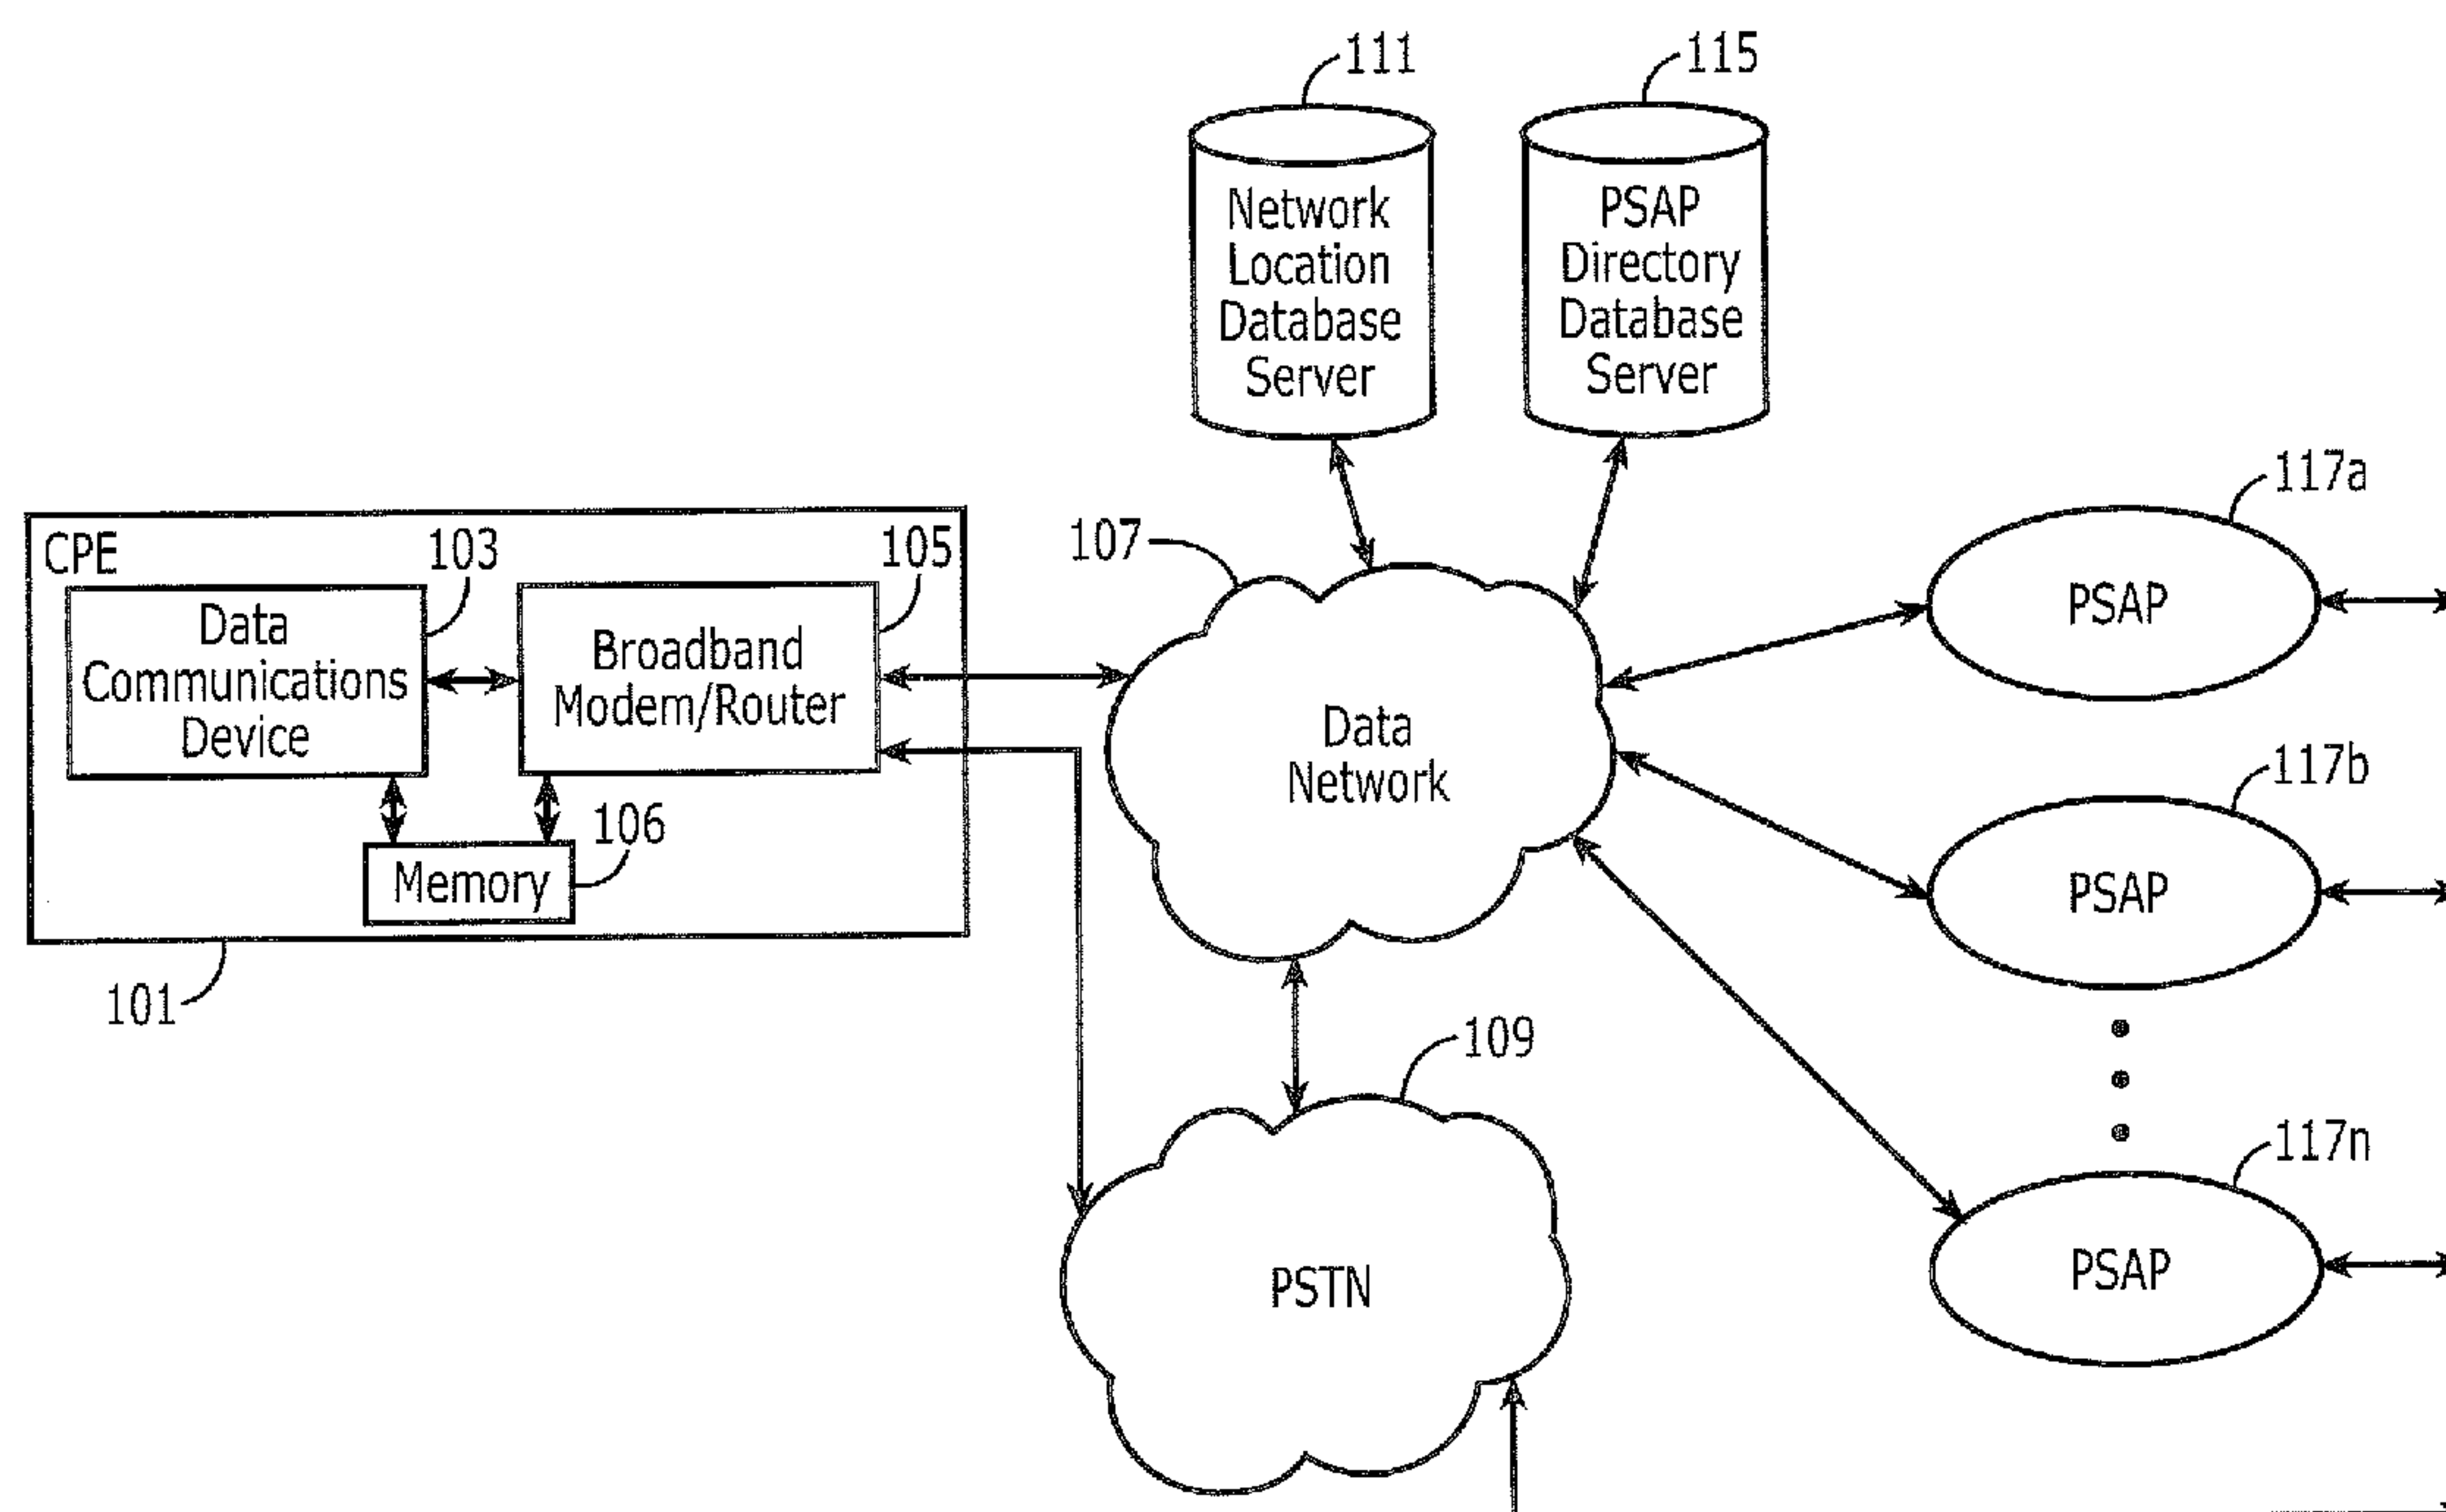 111
115
Network
Location
Database
Server
PSAP
Directory
Database
Server
117a
CPE
103
105
107
Data
Communications
Device
Broadband
Modem/Router
PSAP
Data
Network
117b
106
Memory
PSAP
101
109
117n
PSTN
PSAP